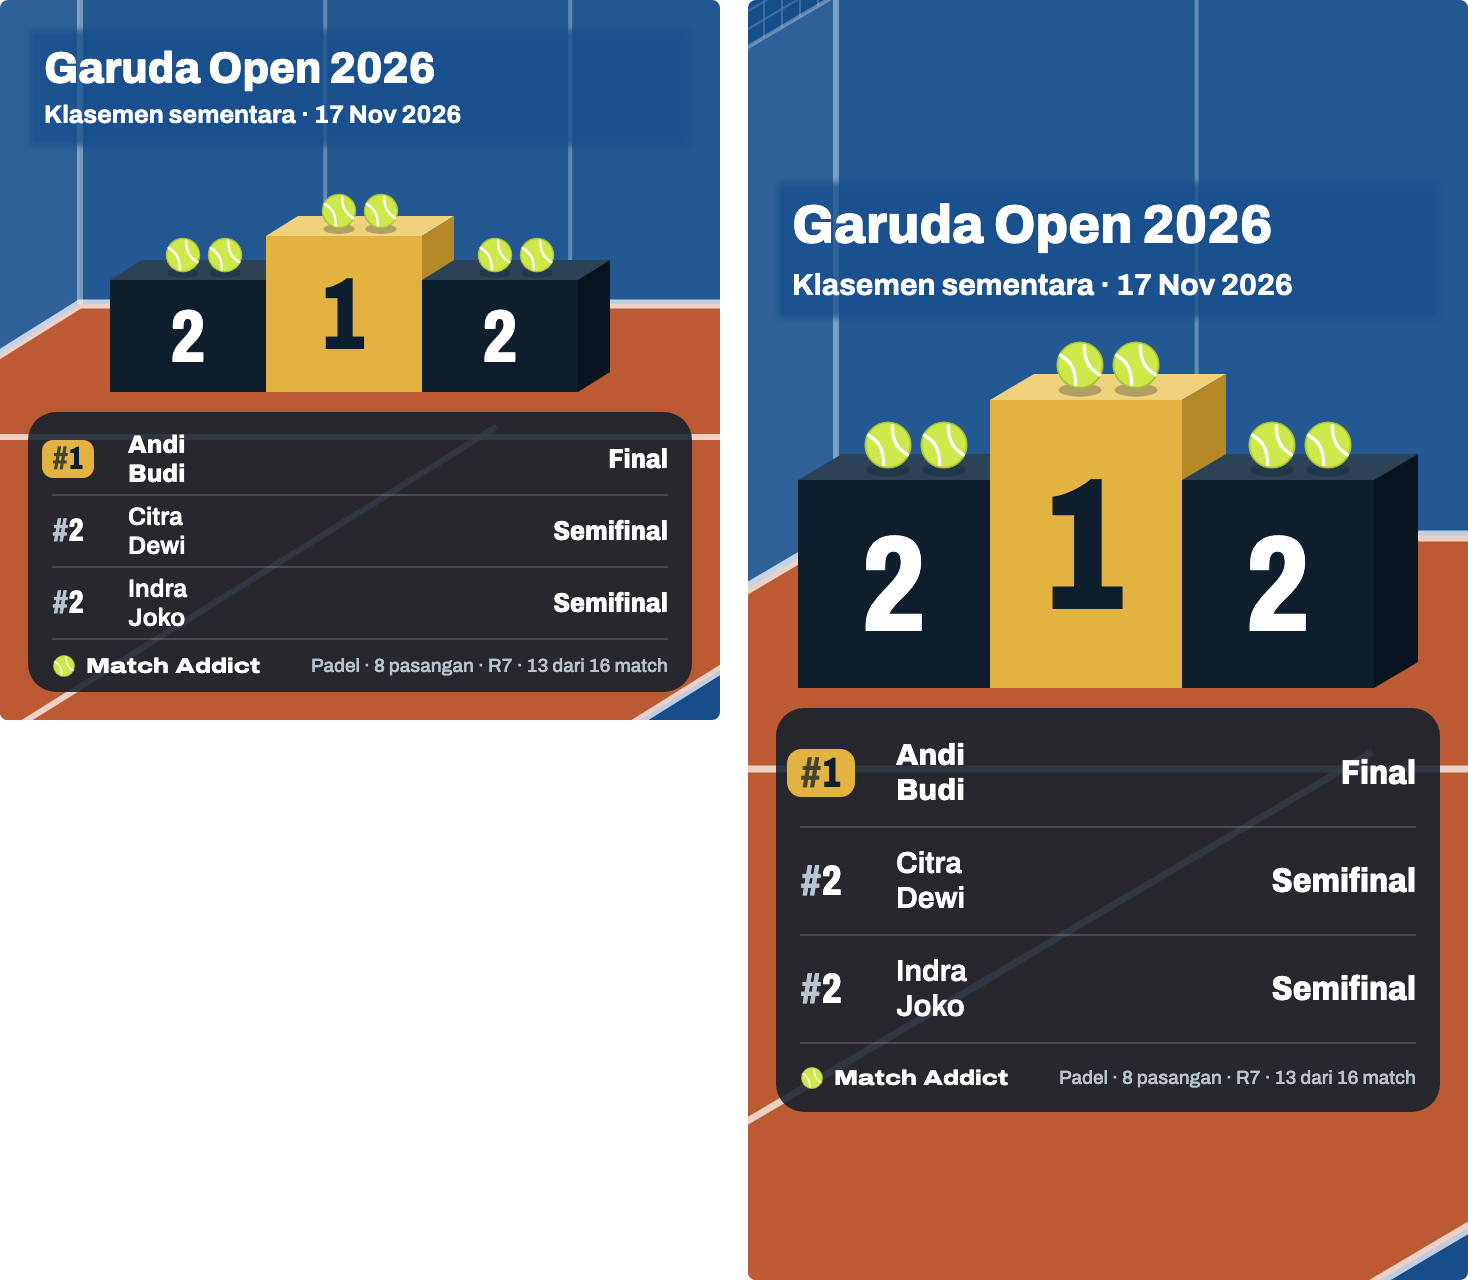 Garuda Open 2026
Klasemen sementara · 17 Nov 2026
2
1
2
#1
Andi
Budi
Final
#2
Citra
Dewi
Semifinal
#2
Indra
Joko
Semifinal
Match Addict
Padel · 8 pasangan · R7 · 13 dari 16 match
Garuda Open 2026
Klasemen sementara · 17 Nov 2026
2
1
2
#1
Andi
Budi
Final
#2
Citra
Dewi
Semifinal
#2
Indra
Joko
Semifinal
Match Addict
Padel · 8 pasangan · R7 · 13 dari 16 match